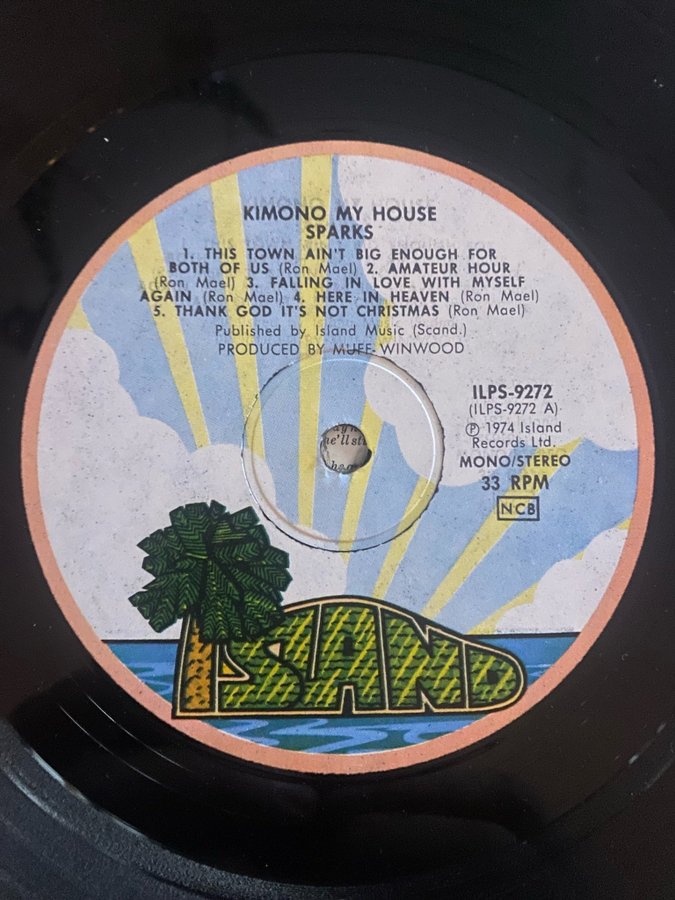 KIMONO MY HOUSE
SPARKS
1. THIS TOWN AIN'T BIG ENOUGH FOR
BOTH OF US (Ron Mael) 2. AMATEUR HOUR
(Ron Mael) 3. FALLING IN LOVE WITH MYSELF
AGAIN (Ron Mael) 4. HERE IN HEAVEN (Ron Mael)
5. THANK GOD IT'S NOT CHRISTMAS (Ron Mael)
Published by Island Music (Scand.)
PRODUCED BY MUFF WINWOOD
ILPS-9272
(ILPS-9272 A)
Ⓟ 1974 Island
Records Ltd.
MONO/STEREO
33 RPM
NCB
he'll
ISLAND